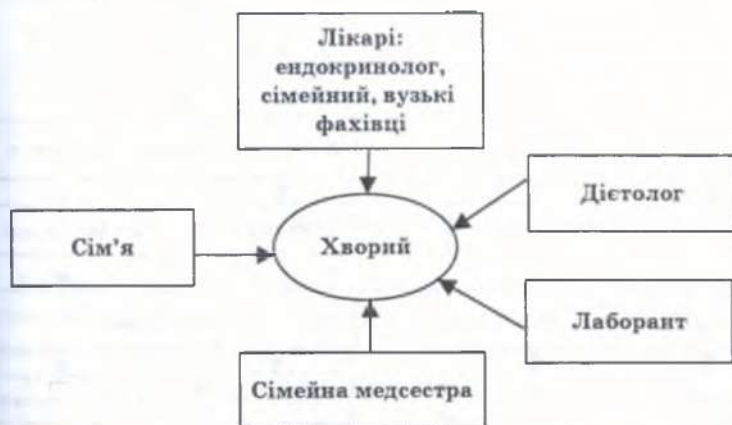 Лікарі:
ендокринолог,
сімейний, вузькі
фахівці
Дієтолог
Сім’я
Хворий
Лаборант
Сімейна медсестра